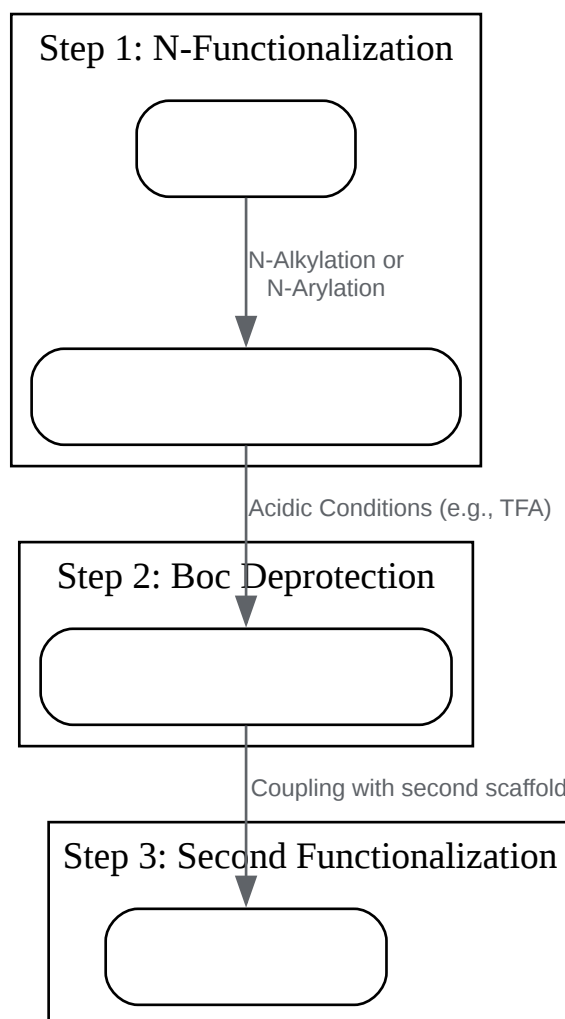 Step 1: N-Functionalization
N-Alkylation or
N-Arylation
Acidic Conditions (e.g., TFA)
Step 2: Boc Deprotection
Coupling with second scaffold
Step 3: Second Functionalization